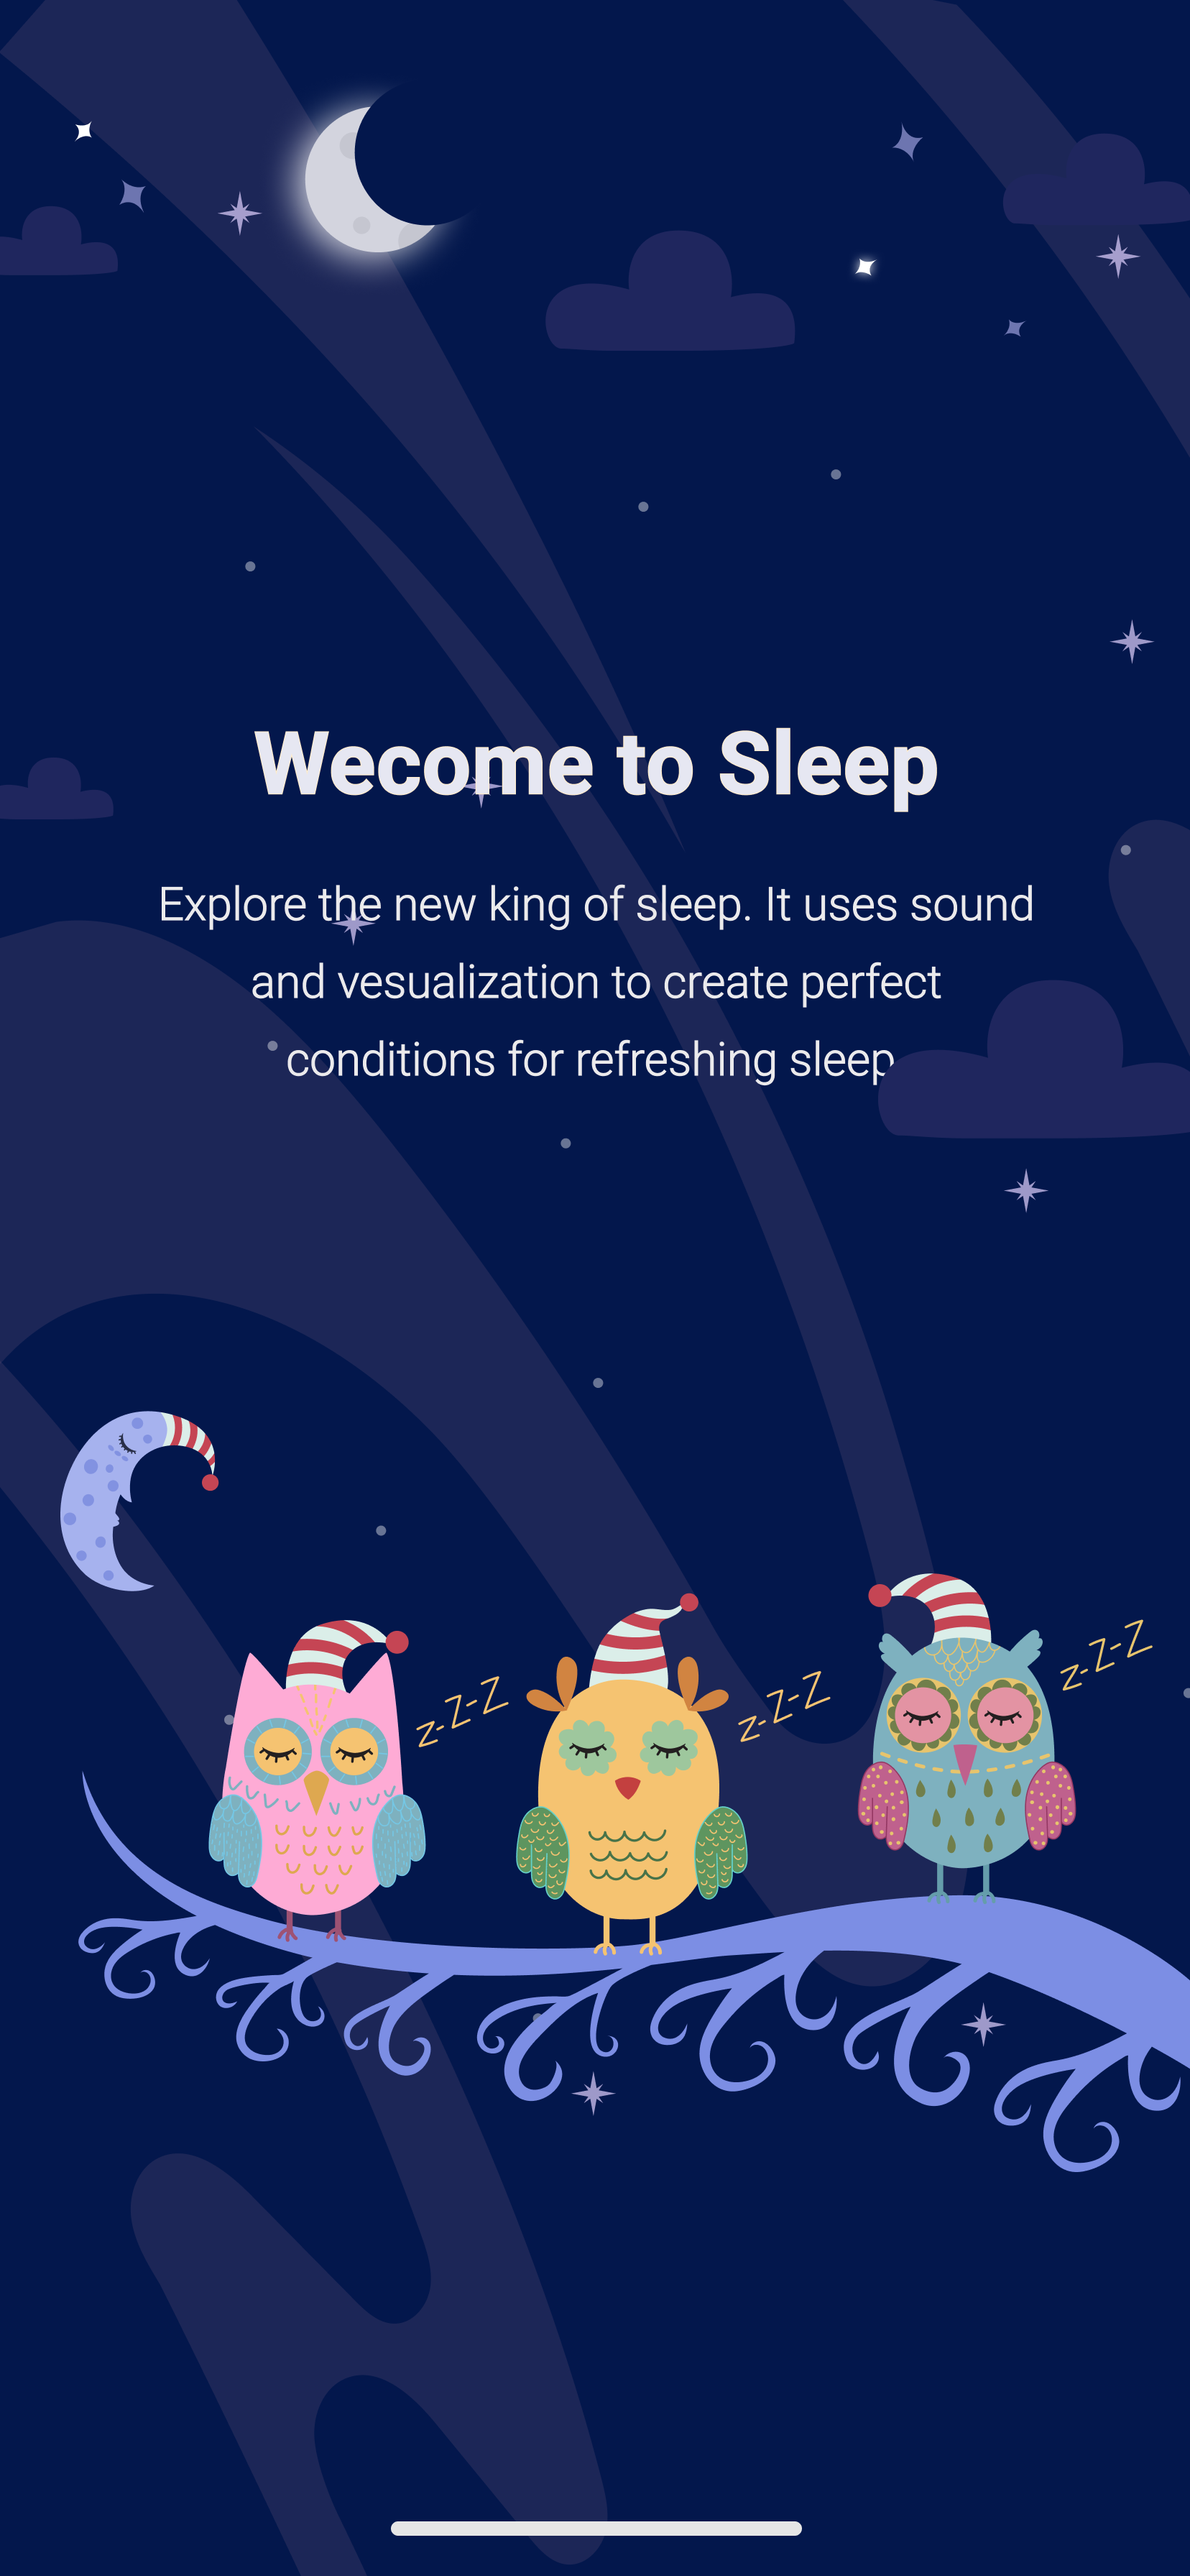 Wecome to Sleep
Explore the new king of sleep. It uses sound
and vesualization to create perfect
conditions for refreshing sleep
z-Z-Z
z-Z-Z
z-Z-Z